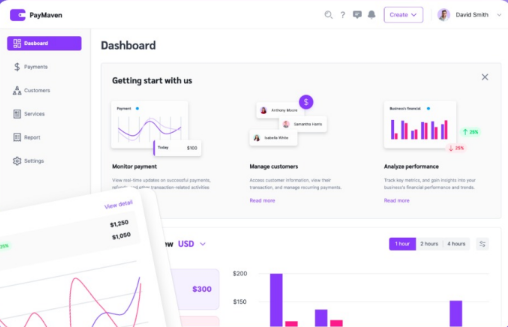 PayMaven
?
Create
David Smith
Dashboard
Dashboard
Payments
Customers
Services
Report
Settings
Getting start with us
Payment
Today $100
Anthony Moore
Samantha Harris
Isabella White
$
Business Renewal
25%
25%
Monitor payment
View real-time updates on successful payments,
other transaction-related activities
Manage customers
Access customer information, view their
transaction, and manage recurring payments.
Read more
Analyze performance
Track key metrics, and gain insights into your
business's financial performance and trends.
Read more
View detail
$1,250
$1,050
USD
1 hour 2 hours 4 hours
$300
$200
$150